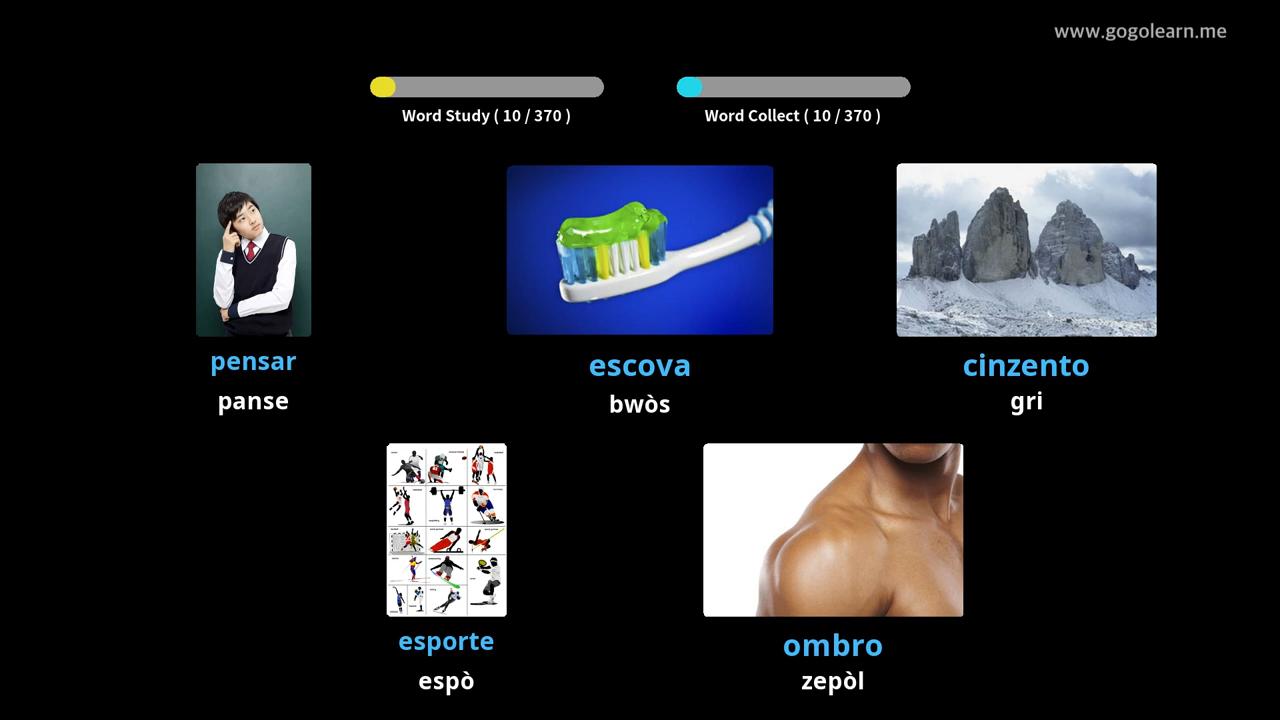 www.gogolearn.me
Word Study ( 10 / 370 )
Word Collect ( 10 / 370 )
pensar
panse
escova
bwòs
cinzento
gri
esporte
espò
ombro
zepòl